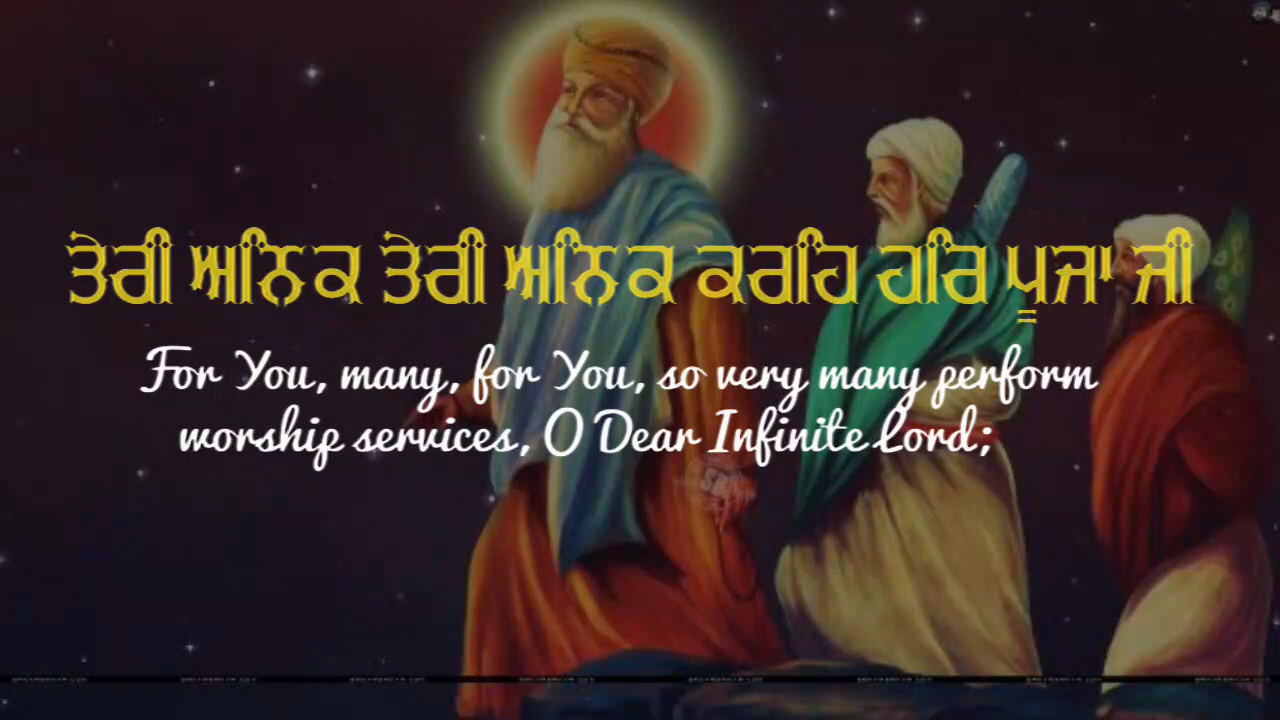 ਤੇਰੀ ਅਨਿਕ ਤੇਰੀ ਅਨਿਕ ਕਰਹਿ ਹਰਿ ਪੂਜਾ ਜੀ
For You, many, for You, so very many perform
worship services, O Dear Infinite Lord;